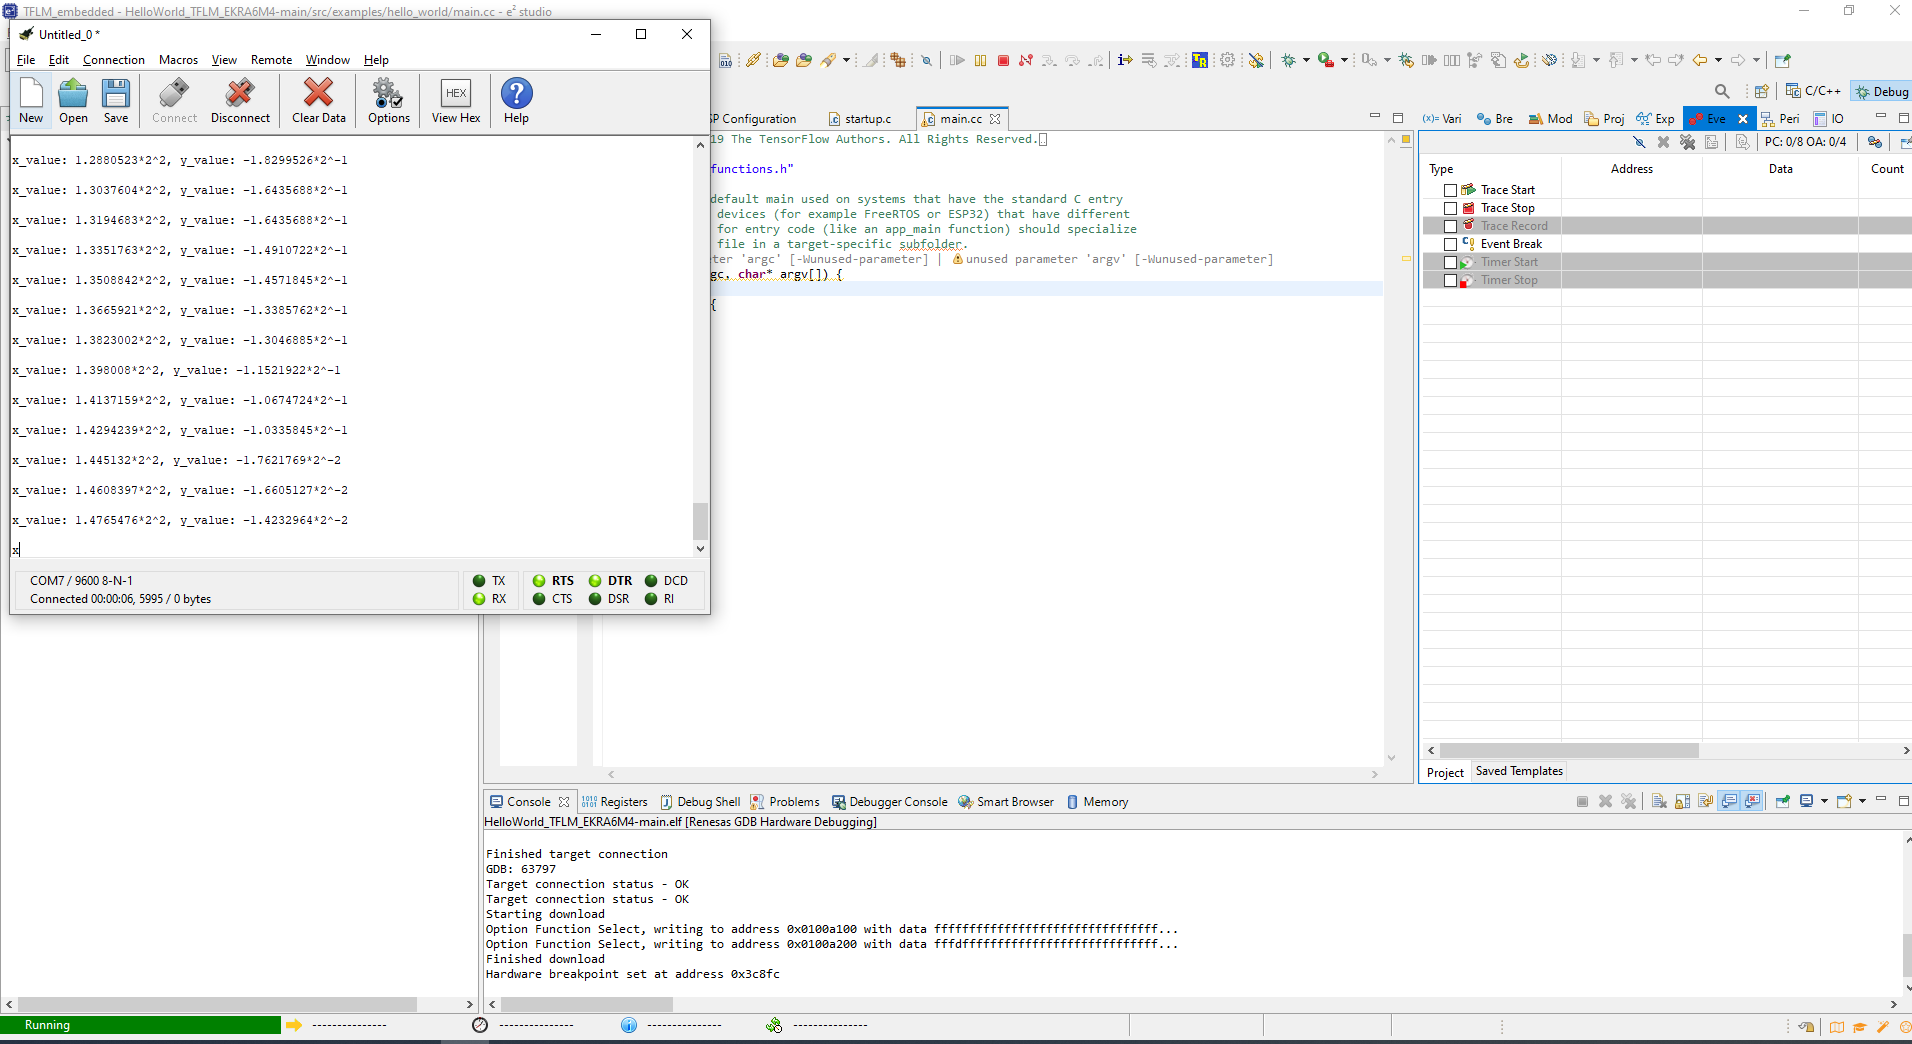 TFLM_embedded - HelloWorld_TFLM_EKRA6M4-main/src/examples/hello_world/main.cc - e² studio
Untitled_0 *
File Edit Connection Macros View Remote Window Help
New Open Save Connect Disconnect Clear Data Options View Hex Help
HEX
x_value: 1.2880523*2^2, y_value: -1.8299526*2^-1
x_value: 1.3037604*2^2, y_value: -1.6435688*2^-1
x_value: 1.3194683*2^2, y_value: -1.6435688*2^-1
x_value: 1.3351763*2^2, y_value: -1.4910722*2^-1
x_value: 1.3508842*2^2, y_value: -1.4571845*2^-1
x_value: 1.3665921*2^2, y_value: -1.3385762*2^-1
x_value: 1.3823002*2^2, y_value: -1.3046885*2^-1
x_value: 1.398008*2^2, y_value: -1.1521922*2^-1
x_value: 1.4137159*2^2, y_value: -1.0674724*2^-1
x_value: 1.4294239*2^2, y_value: -1.0335845*2^-1
x_value: 1.445132*2^2, y_value: -1.7621769*2^-2
x_value: 1.4608397*2^2, y_value: -1.6605127*2^-2
x_value: 1.4765476*2^2, y_value: -1.4232964*2^-2
x
COM7 / 9600 8-N-1
Connected 00:00:06, 5995 / 0 bytes
TX RTS DTR DCD
RX CTS DSR RI
C/C++ Debug
SP Configuration startup.c main.cc
19 The TensorFlow Authors. All Rights Reserved.
functions.h"
default main used on systems that have the standard C entry
devices (for example FreeRTOS or ESP32) that have different
for entry code (like an app_main function) should specialize
file in a target-specific subfolder.
eter 'argc' [-Wunused-parameter] | unused parameter 'argv' [-Wunused-parameter]
gc, char* argv[]) {
{
(x)= Vari Bre Mod Proj Exp Eve Peri IO
PC: 0/8 OA: 0/4
Type Address Data Count
Trace Start
Trace Stop
Trace Record
Event Break
Timer Start
Timer Stop
Project Saved Templates
Console Registers Debug Shell Problems Debugger Console Smart Browser Memory
HelloWorld_TFLM_EKRA6M4-main.elf [Renesas GDB Hardware Debugging]
Finished target connection
GDB: 63797
Target connection status - OK
Target connection status - OK
Starting download
Option Function Select, writing to address 0x0100a100 with data ffffffffffffffffffffffffffffffff...
Option Function Select, writing to address 0x0100a200 with data fffdffffffffffffffffffffffffffff...
Finished download
Hardware breakpoint set at address 0x3c8fc
Running